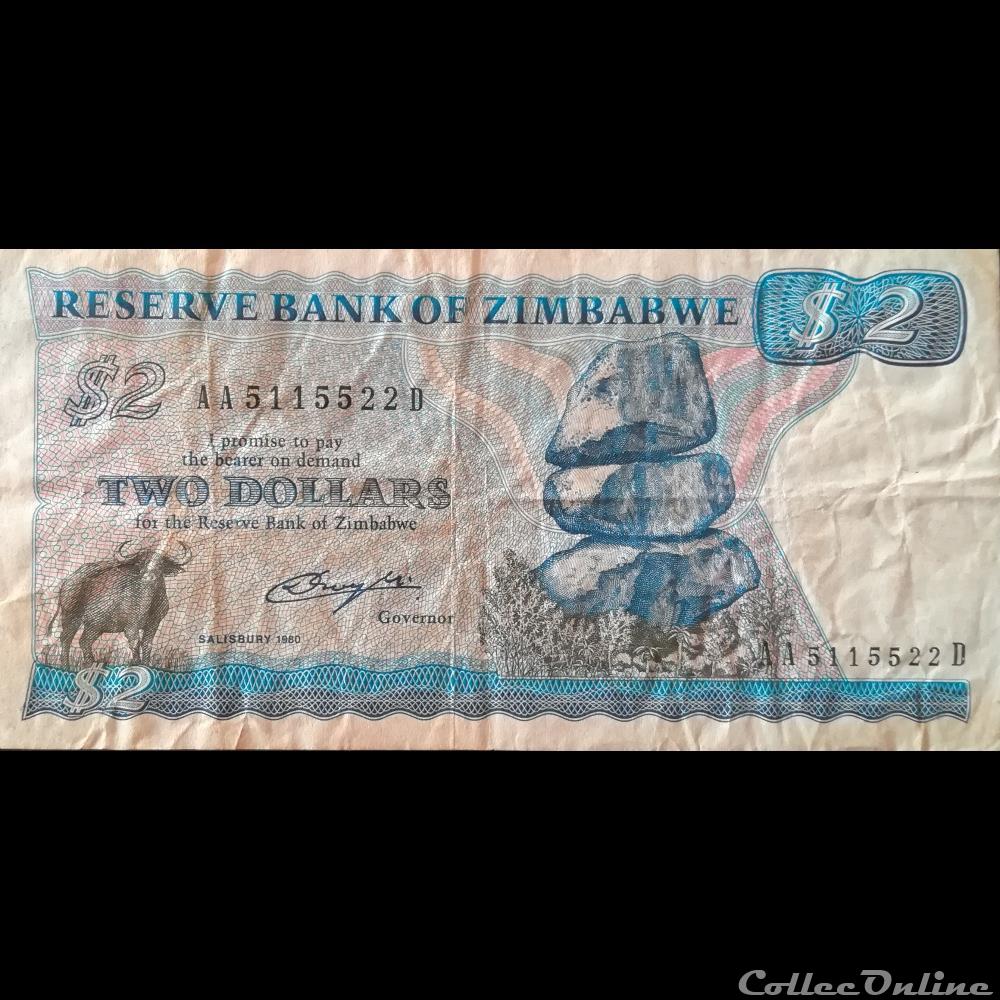 RESERVE BANK OF ZIMBABWE
$2
$2
AA5115522D
I promise to pay
the bearer on demand
TWO DOLLARS
for the Reserve Bank of Zimbabwe
Governor
SALISBURY 1980
AA5115522D
$2
CollecOnline